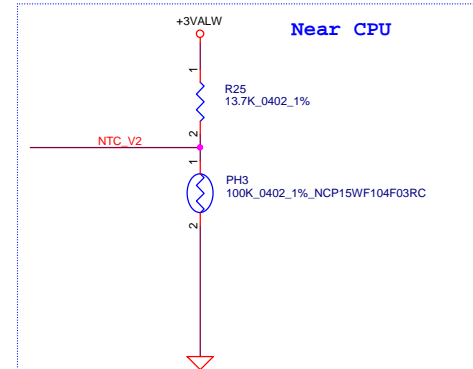 +3VALW
Near CPU
1
R25
13.7K_0402_1%
2
NTC_V2
1
PH3
100K_0402_1%_NCP15WF104F03RC
2